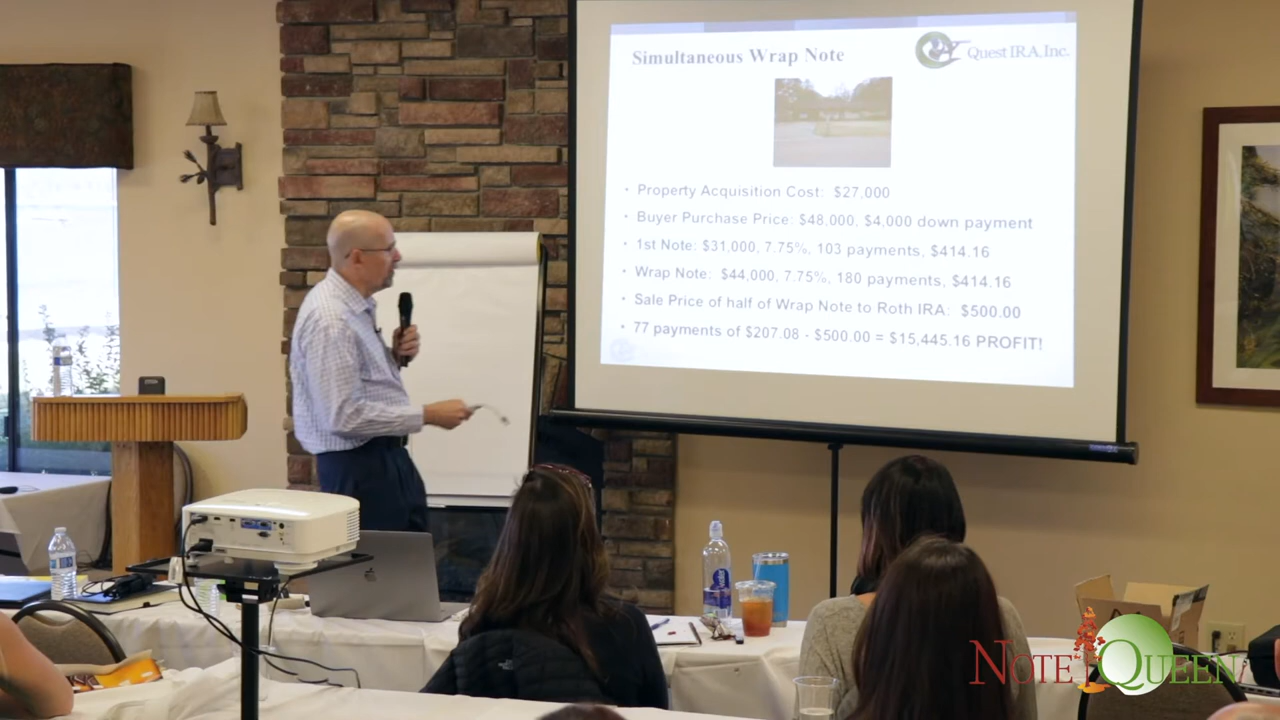 Simultaneous Wrap Note
Quest IRA, Inc.
• Property Acquisition Cost: $27,000
• Buyer Purchase Price: $48,000, $4,000 down payment
• 1st Note: $31,000, 7.75%, 103 payments, $414.16
• Wrap Note: $44,000, 7.75%, 180 payments, $414.16
• Sale Price of half of Wrap Note to Roth IRA: $500.00
• 77 payments of $207.08 - $500.00 = $15,445.16 PROFIT!
NOTE QUEEN